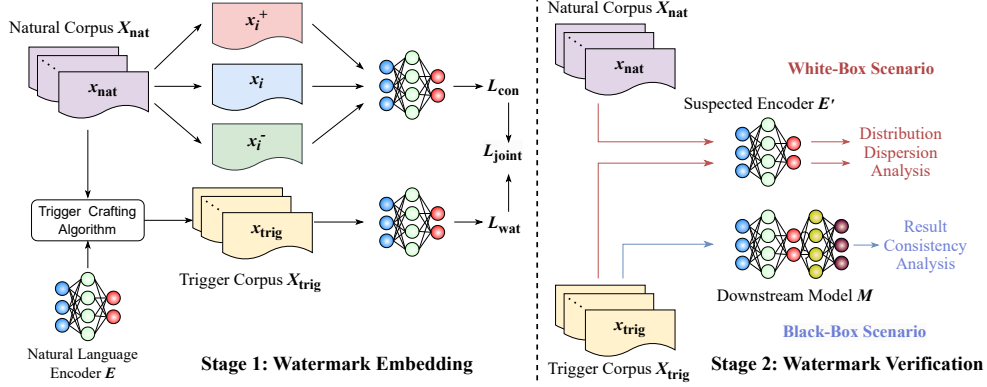 Natural Corpus X_nat
x_nat
x_i^+
x_i
x_i^-
L_con
L_joint
L_wat
Trigger Crafting
Algorithm
x_trig
Trigger Corpus X_trig
Natural Language
Encoder E
Stage 1: Watermark Embedding
Natural Corpus X_nat
x_nat
White-Box Scenario
Suspected Encoder E'
Distribution
Dispersion
Analysis
Result
Consistency
Analysis
Downstream Model M
x_trig
Black-Box Scenario
Trigger Corpus X_trig
Stage 2: Watermark Verification